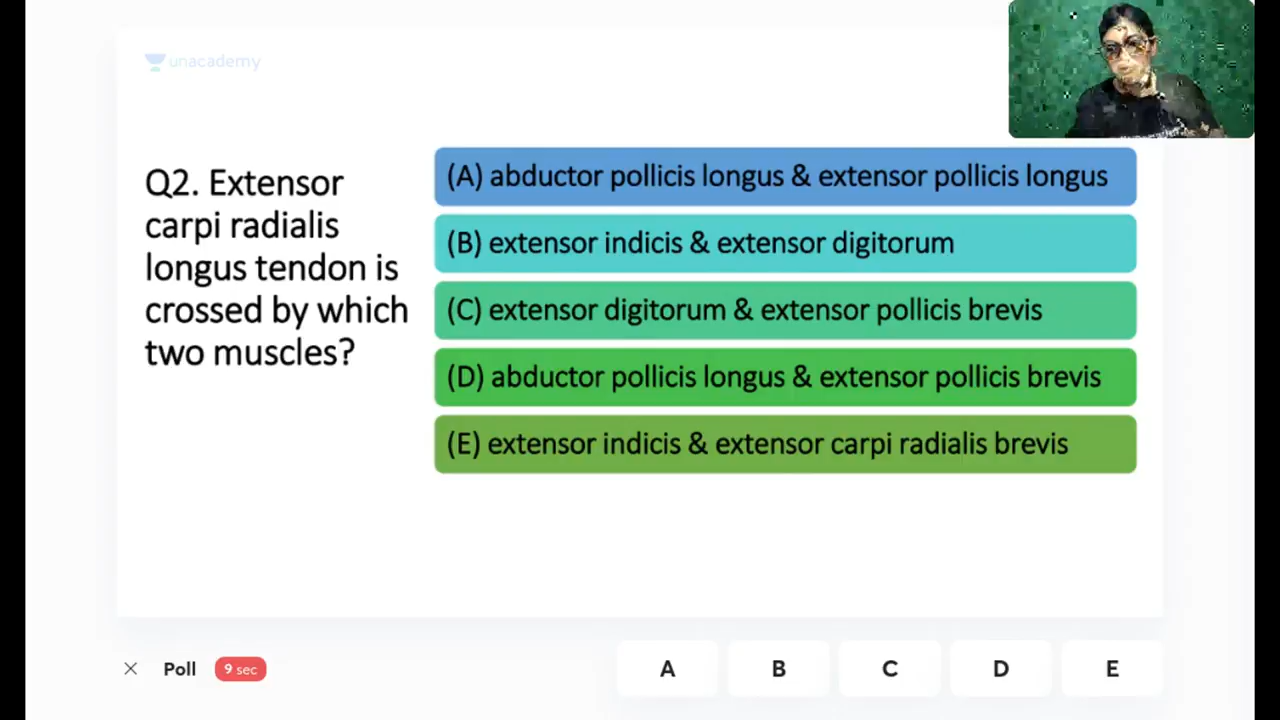 unacademy
Q2. Extensor
carpi radialis
longus tendon is
crossed by which
two muscles?
(A) abductor pollicis longus & extensor pollicis longus
(B) extensor indicis & extensor digitorum
(C) extensor digitorum & extensor pollicis brevis
(D) abductor pollicis longus & extensor pollicis brevis
(E) extensor indicis & extensor carpi radialis brevis
Poll 9 sec A B C D E